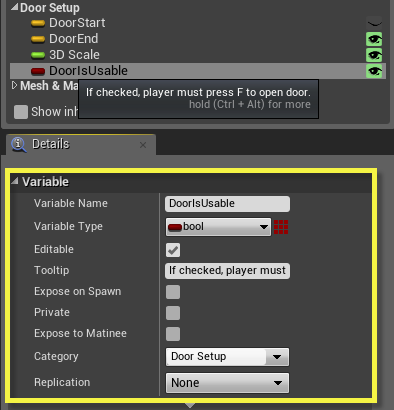 Door Setup
DoorStart
DoorEnd
3D Scale
DoorIsUsable
Mesh & Ma
If checked, player must press F to open door.
hold (Ctrl + Alt) for more
Show inh
Details
Variable
Variable Name DoorIsUsable
Variable Type bool
Editable
Tooltip If checked, player must
Expose on Spawn
Private
Expose to Matinee
Category Door Setup
Replication None